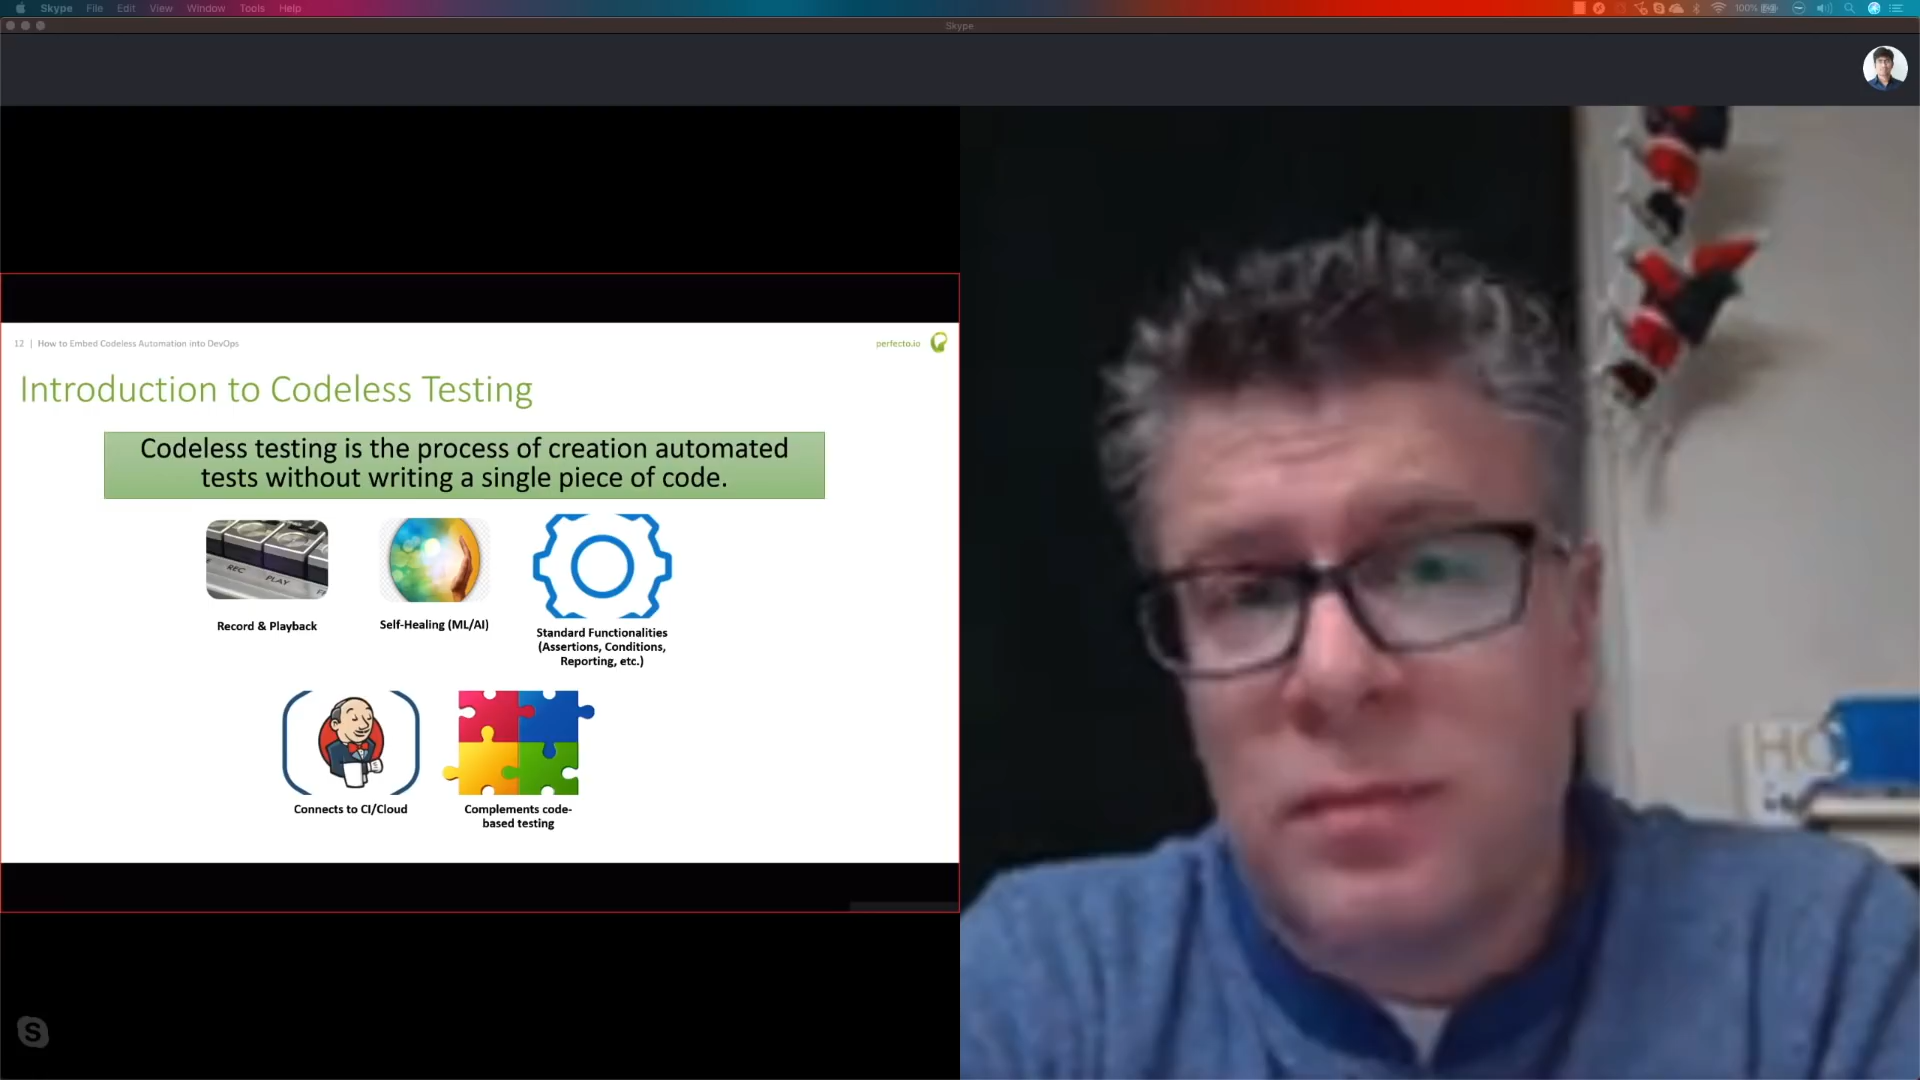 Skype File Edit View Window Tools Help
100%
Skype
12 | How to Embed Codeless Automation into DevOps
perfecto.io
Introduction to Codeless Testing
Codeless testing is the process of creation automated
tests without writing a single piece of code.
REC PLAY
Record & Playback
Self-Healing (ML/AI)
Standard Functionalities
(Assertions, Conditions,
Reporting, etc.)
Connects to CI/Cloud
Complements code-
based testing
HO
S